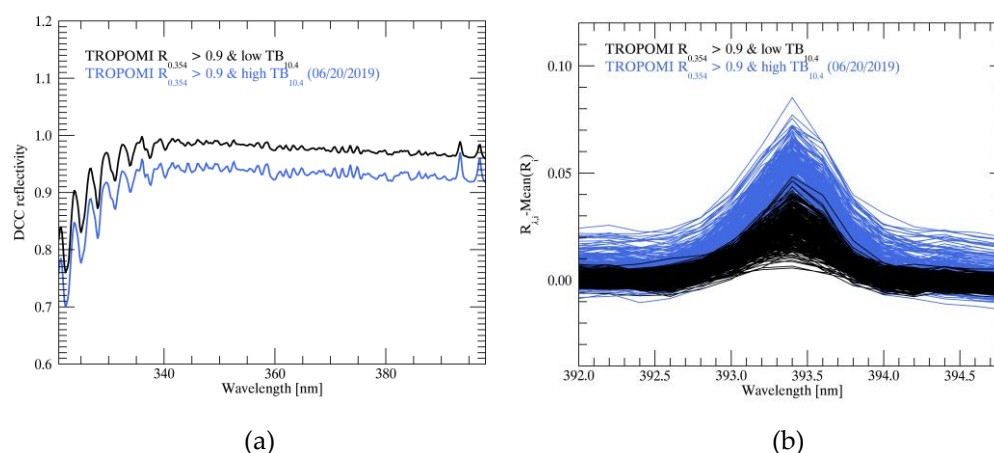 TROPOMI R0.354 > 0.9 & low TB10.4
TROPOMI R0.354 > 0.9 & high TB10.4 (06/20/2019)
DCC reflectivity
1.2
1.1
1.0
0.9
0.8
0.7
0.6
340 360 380
Wavelength [nm]
(a)
TROPOMI R0.354 > 0.9 & low TB10.4
TROPOMI R0.354 > 0.9 & high TB10.4 (06/20/2019)
Rλ,i-Mean(Ri)
0.10
0.05
0.00
392.0 392.5 393.0 393.5 394.0 394.5
Wavelength [nm]
(b)